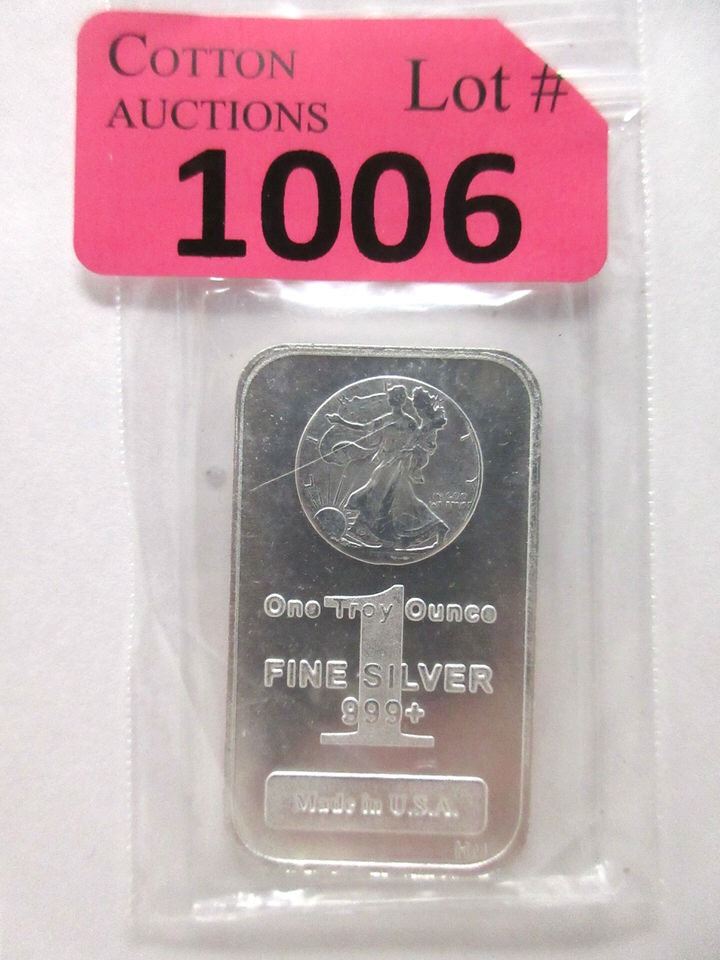 COTTON
AUCTIONS
Lot #
1006
One Troy Ounce
1
FINE SILVER
999+
Made in U.S.A.